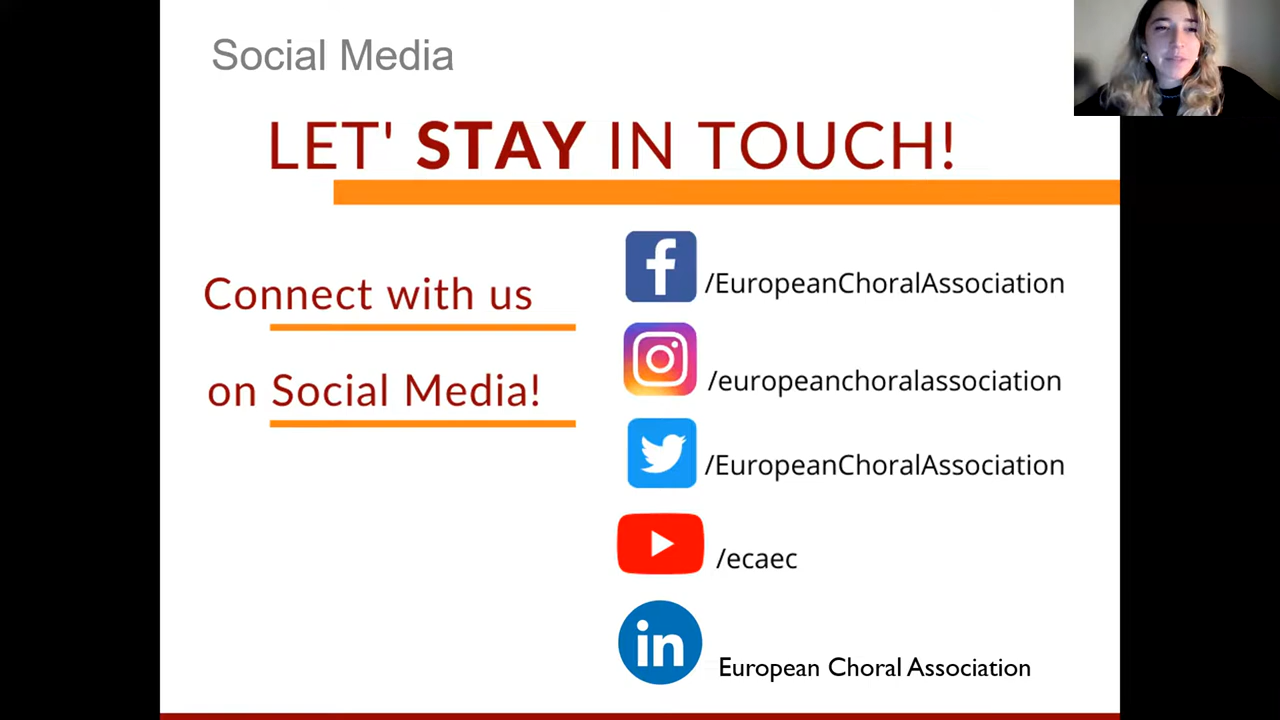 Social Media
LET' STAY IN TOUCH!
Connect with us
on Social Media!
/EuropeanChoralAssociation
/europeanchoralassociation
/EuropeanChoralAssociation
/ecaec
in European Choral Association